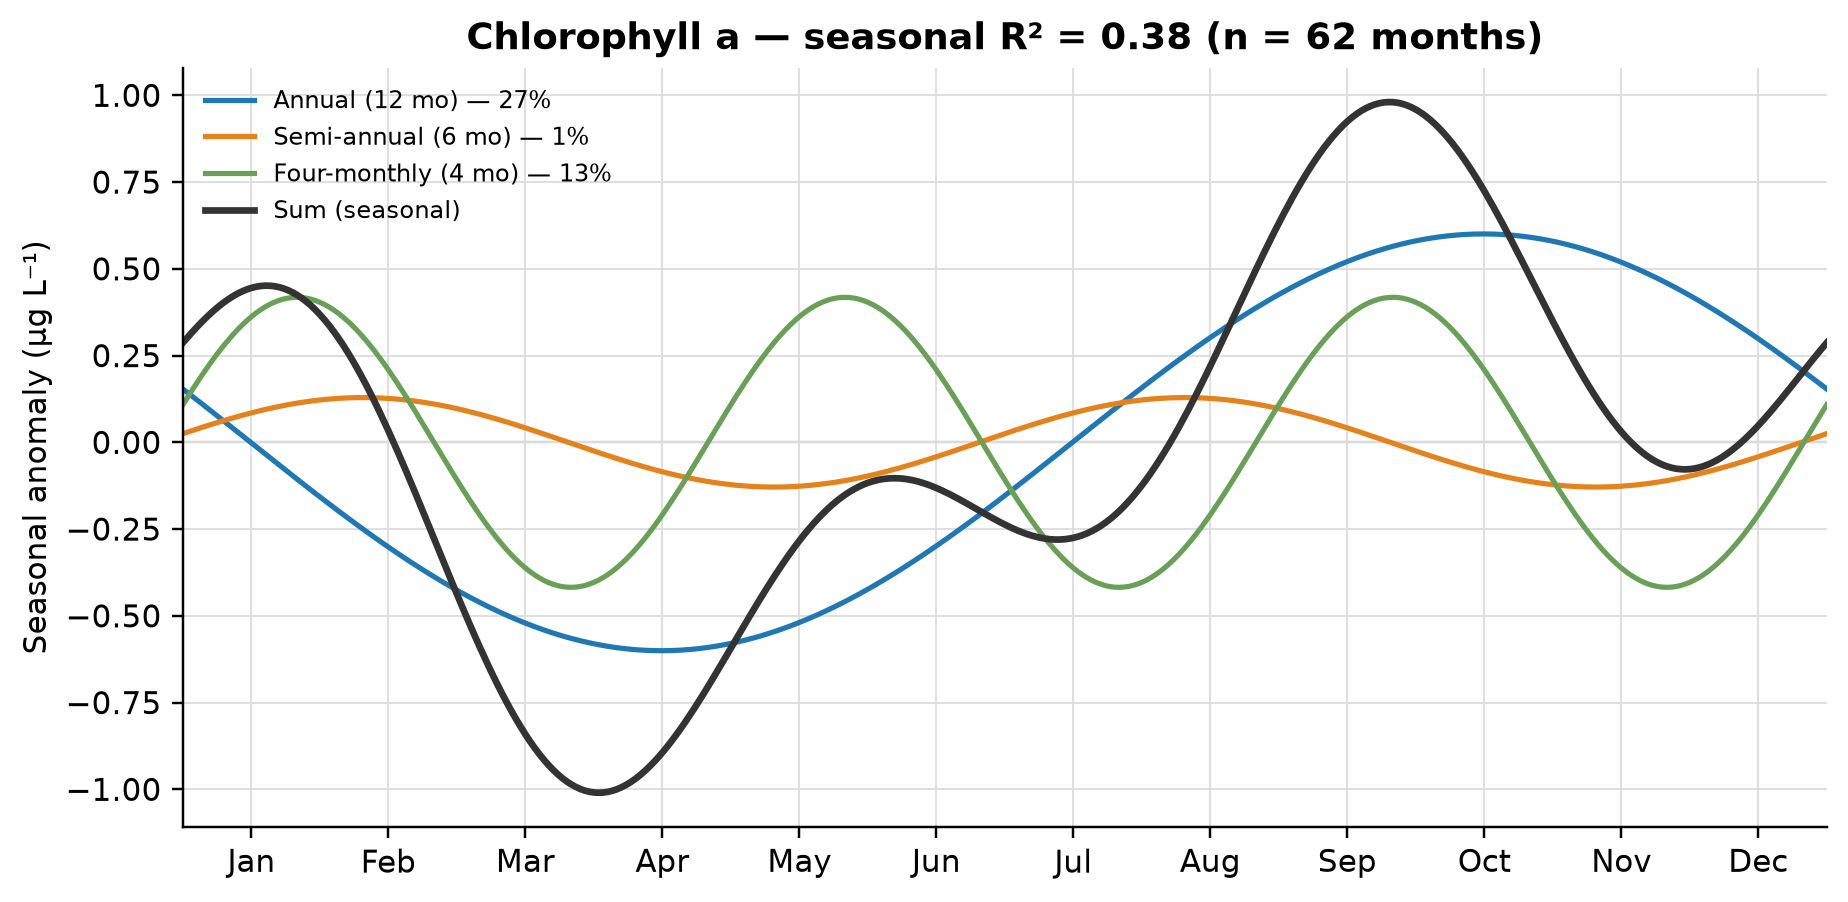 Chlorophyll a — seasonal R² = 0.38 (n = 62 months)
Annual (12 mo) — 27%
Semi-annual (6 mo) — 1%
Four-monthly (4 mo) — 13%
Sum (seasonal)
Seasonal anomaly (µg L⁻¹)
1.00
0.75
0.50
0.25
0.00
−0.25
−0.50
−0.75
−1.00
Jan Feb Mar Apr May Jun Jul Aug Sep Oct Nov Dec